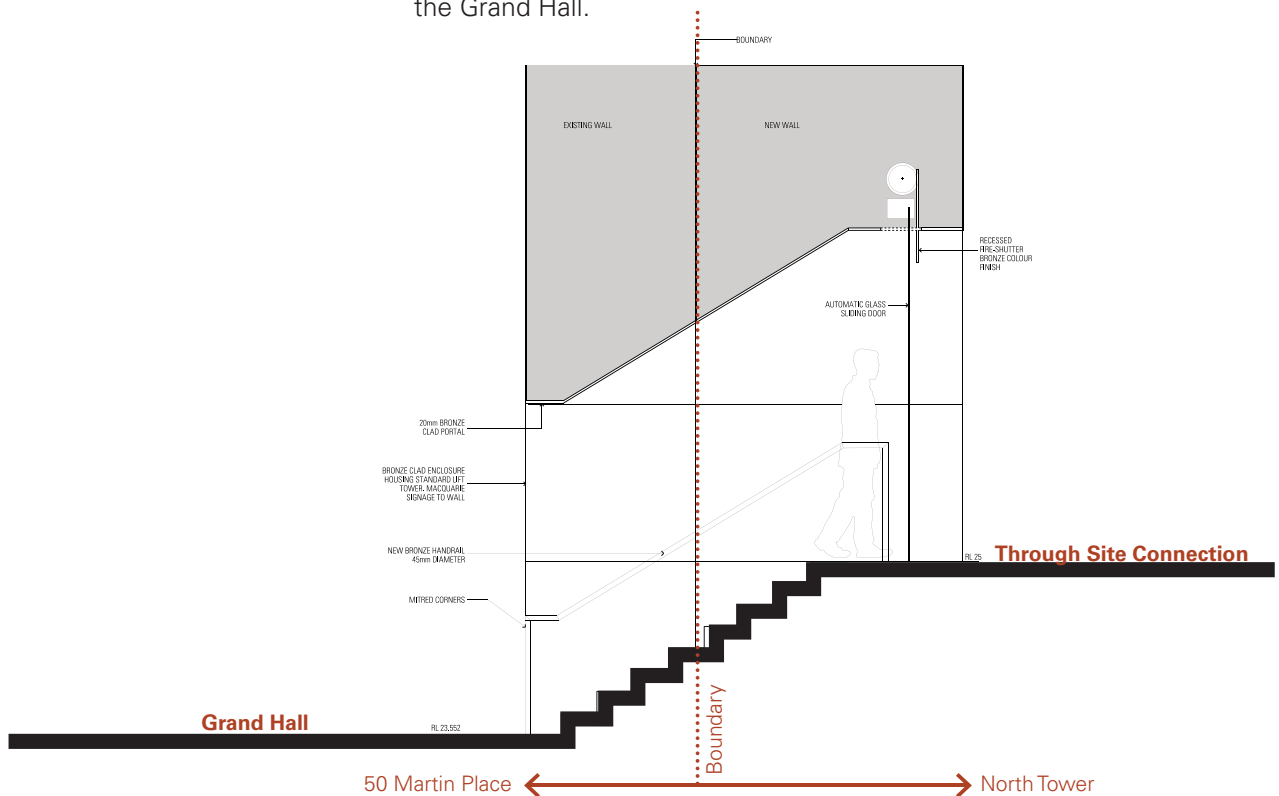 the Grand Hall.
BOUNDARY
EXISTING WALL
NEW WALL
RECESSED
FIRE-SHUTTER
BRONZE COLOUR
FINISH
AUTOMATIC GLASS
SLIDING DOOR
20mm BRONZE
CLAD PORTAL
BRONZE CLAD ENCLOSURE
HOUSING STANDARD LIFT
TOWER. MACQUARIE
SIGNAGE TO WALL
NEW BRONZE HANDRAIL
45mm DIAMETER
RL 25
Through Site Connection
MITRED CORNERS
Grand Hall
RL 23,552
Boundary
50 Martin Place
North Tower